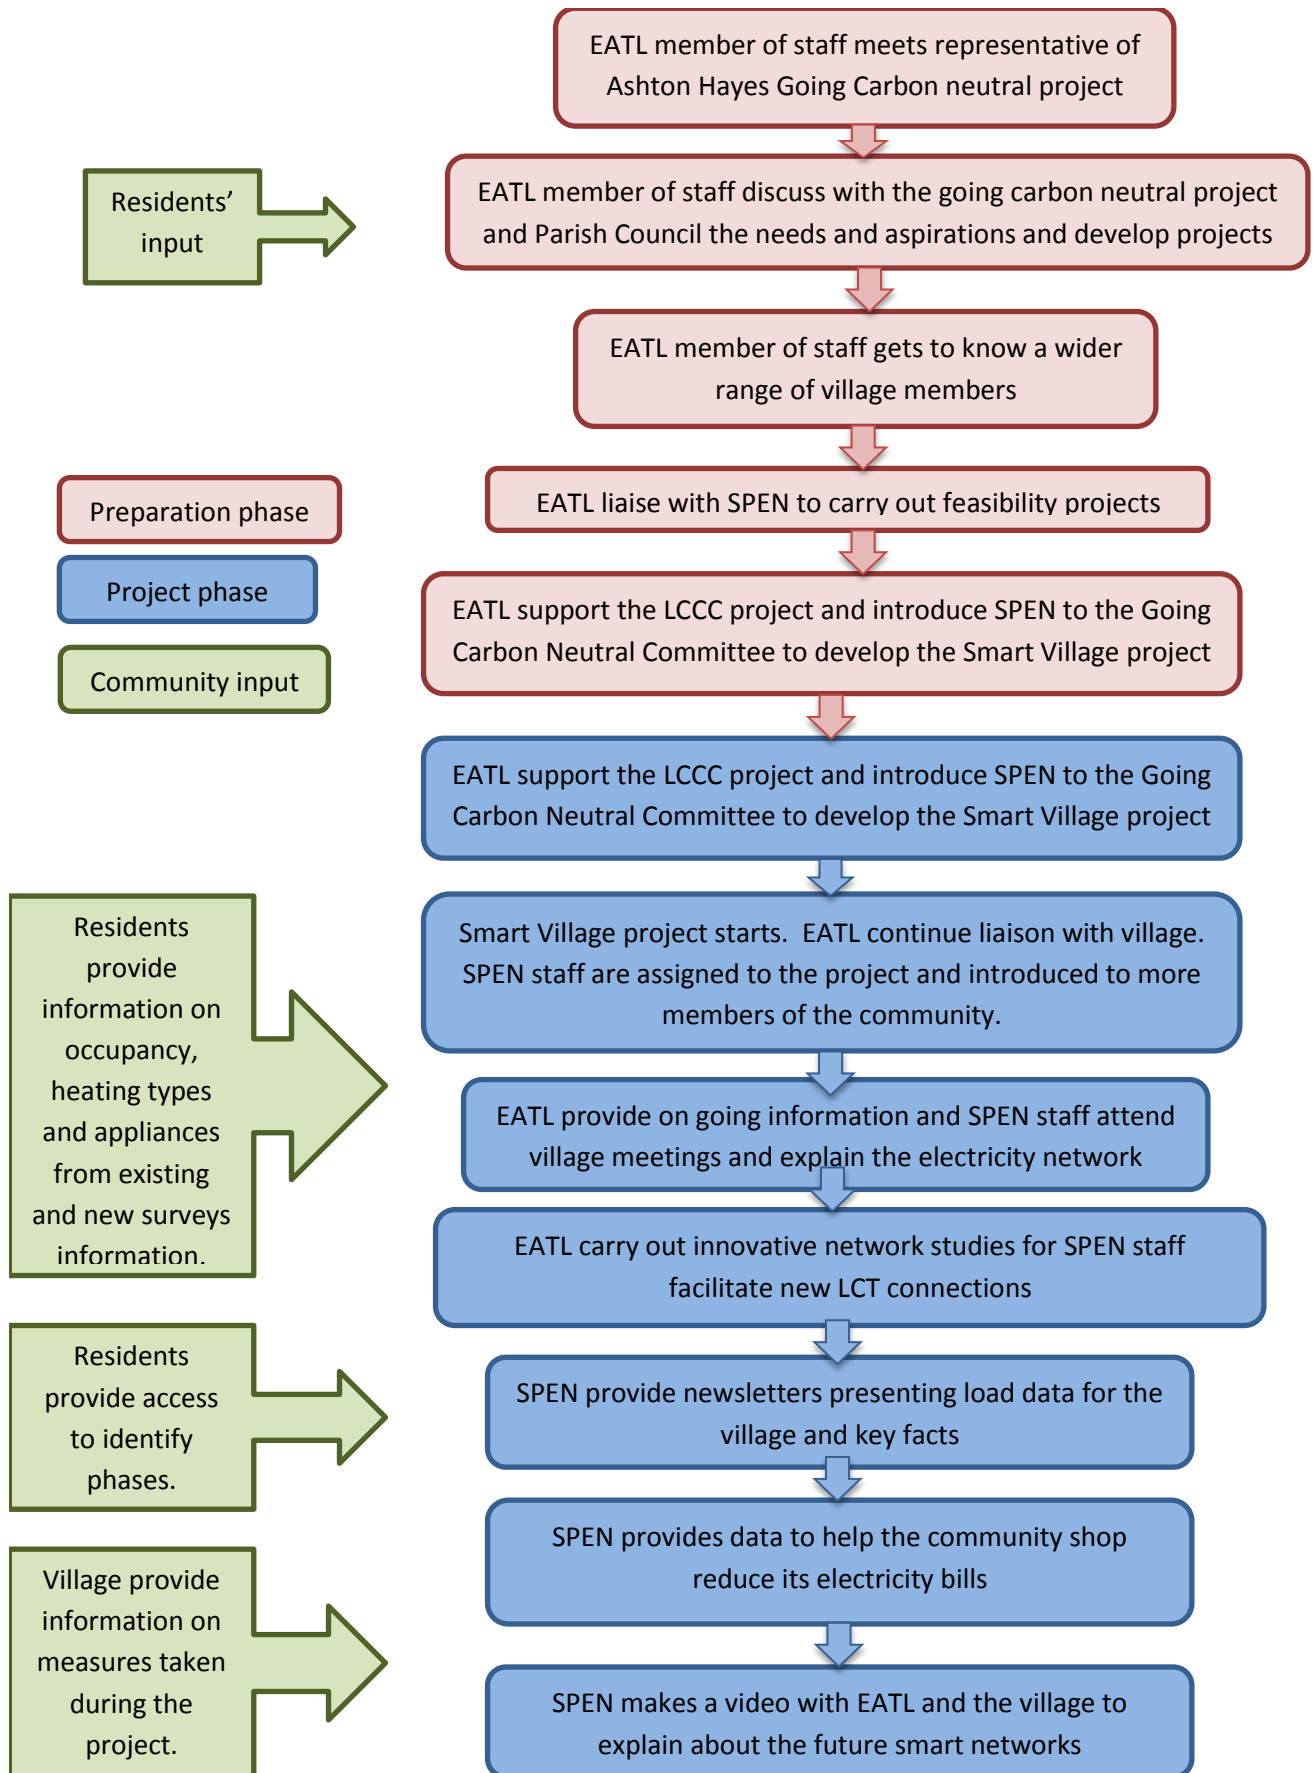 EATL member of staff meets representative of
Ashton Hayes Going Carbon neutral project
Residents'
input
EATL member of staff discuss with the going carbon neutral project
and Parish Council the needs and aspirations and develop projects
EATL member of staff gets to know a wider
range of village members
Preparation phase
Project phase
Community input
EATL liaise with SPEN to carry out feasibility projects
EATL support the LCCC project and introduce SPEN to the Going
Carbon Neutral Committee to develop the Smart Village project
EATL support the LCCC project and introduce SPEN to the Going
Carbon Neutral Committee to develop the Smart Village project
Residents
provide
information on
occupancy,
heating types
and appliances
from existing
and new surveys
information.
Smart Village project starts.  EATL continue liaison with village.
SPEN staff are assigned to the project and introduced to more
members of the community.
EATL provide on going information and SPEN staff attend
village meetings and explain the electricity network
EATL carry out innovative network studies for SPEN staff
facilitate new LCT connections
Residents
provide access
to identify
phases.
SPEN provide newsletters presenting load data for the
village and key facts
SPEN provides data to help the community shop
reduce its electricity bills
Village provide
information on
measures taken
during the
project.
SPEN makes a video with EATL and the village to
explain about the future smart networks